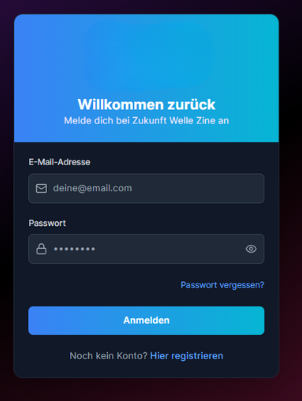 Willkommen zurück
Melde dich bei Zukunft Welle Zine an
E-Mail-Adresse
deine@email.com
Passwort
••••••••
Passwort vergessen?
Anmelden
Noch kein Konto? Hier registrieren